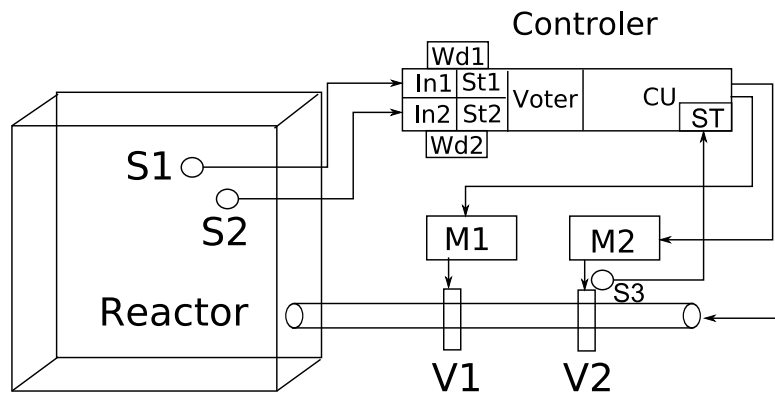 Controler
Wd1
In1 St1
Voter CU
In2 St2 ST
Wd2
S1
S2
M1 M2
S3
Reactor
V1 V2